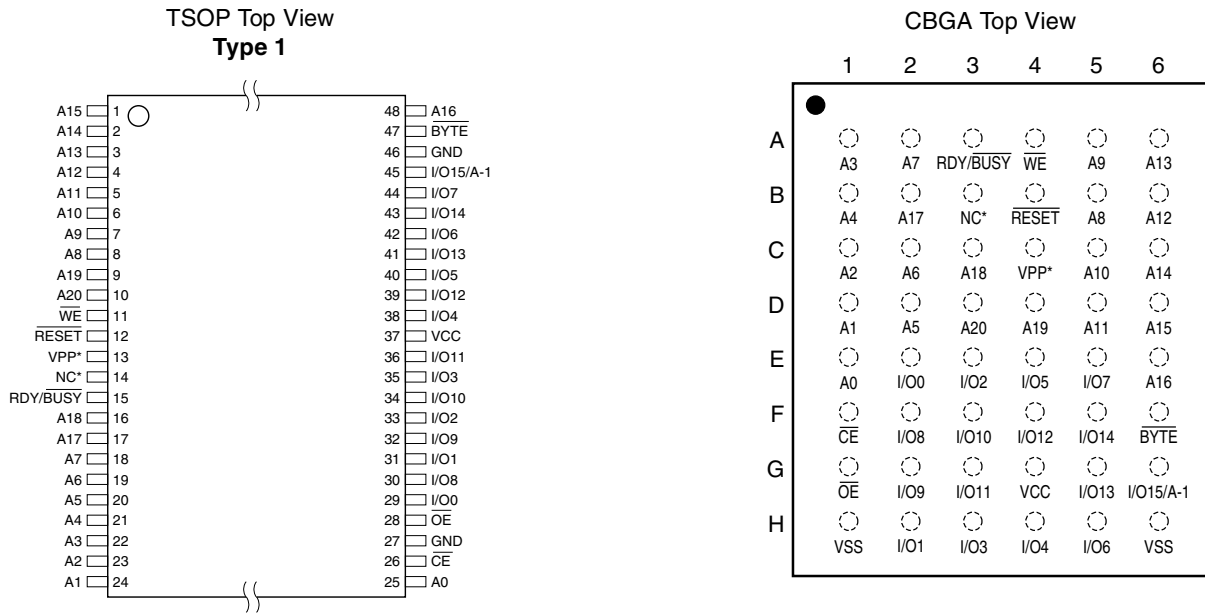 TSOP Top View
Type 1
A15 1
A14 2
A13 3
A12 4
A11 5
A10 6
A9 7
A8 8
A19 9
A20 10
WE 11
RESET 12
VPP* 13
NC* 14
RDY/BUSY 15
A18 16
A17 17
A7 18
A6 19
A5 20
A4 21
A3 22
A2 23
A1 24
48 A16
47 BYTE
46 GND
45 I/O15/A-1
44 I/O7
43 I/O14
42 I/O6
41 I/O13
40 I/O5
39 I/O12
38 I/O4
37 VCC
36 I/O11
35 I/O3
34 I/O10
33 I/O2
32 I/O9
31 I/O1
30 I/O8
29 I/O0
28 OE
27 GND
26 CE
25 A0
CBGA Top View
1 2 3 4 5 6
A
A3 A7 RDY/BUSY WE A9 A13
B
A4 A17 NC* RESET A8 A12
C
A2 A6 A18 VPP* A10 A14
D
A1 A5 A20 A19 A11 A15
E
A0 I/O0 I/O2 I/O5 I/O7 A16
F
CE I/O8 I/O10 I/O12 I/O14 BYTE
G
OE I/O9 I/O11 VCC I/O13 I/O15/A-1
H
VSS I/O1 I/O3 I/O4 I/O6 VSS